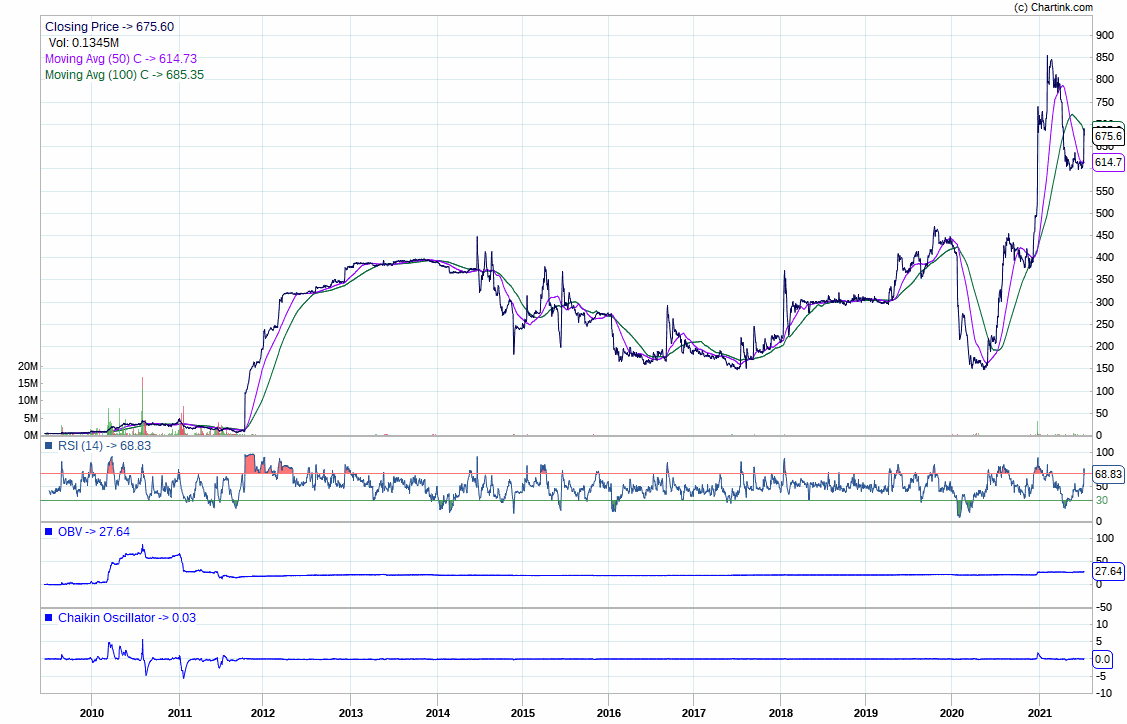 (c) Chartink.com
Closing Price -> 675.60
Vol: 0.1345M
Moving Avg (50) C -> 614.73
Moving Avg (100) C -> 685.35
900
850
800
750
675.6
650
614.7
550
500
450
400
350
300
250
200
150
100
50
0
20M
15M
10M
5M
0M
RSI (14) -> 68.83
100
68.83
50
30
0
OBV -> 27.64
100
50
27.64
0
-50
Chaikin Oscillator -> 0.03
10
5
0.0
-5
-10
2010 2011 2012 2013 2014 2015 2016 2017 2018 2019 2020 2021